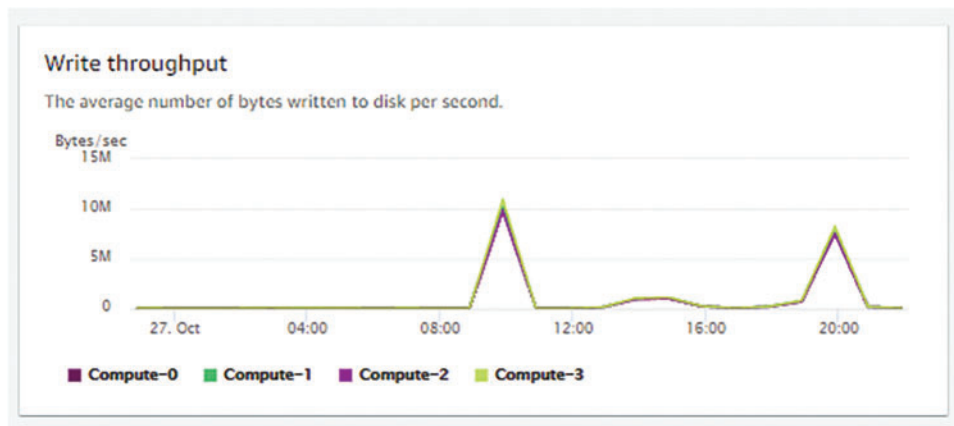 Write throughput
The average number of bytes written to disk per second.
Bytes/sec
15M
10M
5M
0
27. Oct 04:00 08:00 12:00 16:00 20:00
Compute-0 Compute-1 Compute-2 Compute-3